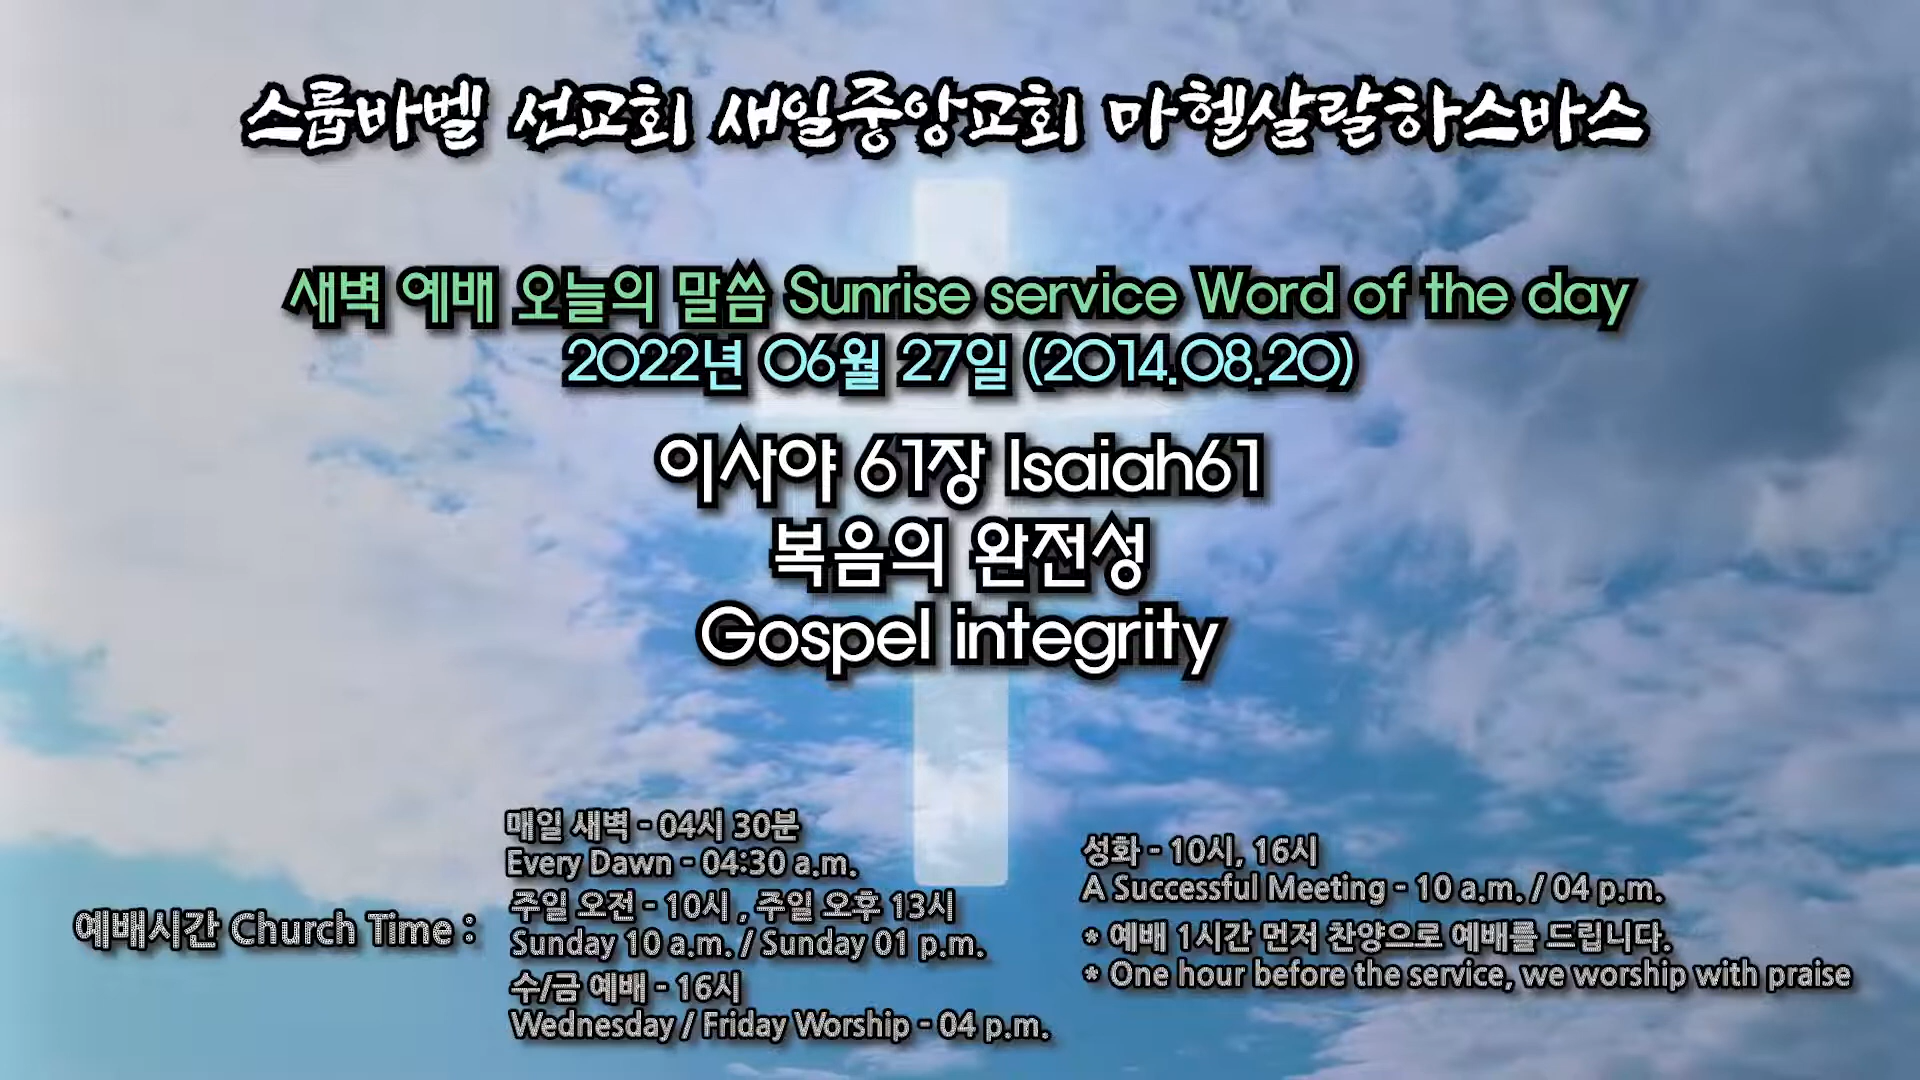 스룹바벨 선교회 새일중앙교회 마헬살랄하스바스
새벽 예배 오늘의 말씀 Sunrise service Word of the day
2022년 06월 27일 (2014.08.20)
이사야 61장 Isaiah61
복음의 완전성
Gospel integrity
예배시간 Church Time :
매일 새벽 - 04시 30분
Every Dawn - 04:30 a.m.
주일 오전 - 10시 , 주일 오후 13시
Sunday 10 a.m. / Sunday 01 p.m.
수/금 예배 - 16시
Wednesday / Friday Worship - 04 p.m.
성화 - 10시, 16시
A Successful Meeting - 10 a.m. / 04 p.m.
* 예배 1시간 먼저 찬양으로 예배를 드립니다.
* One hour before the service, we worship with praise